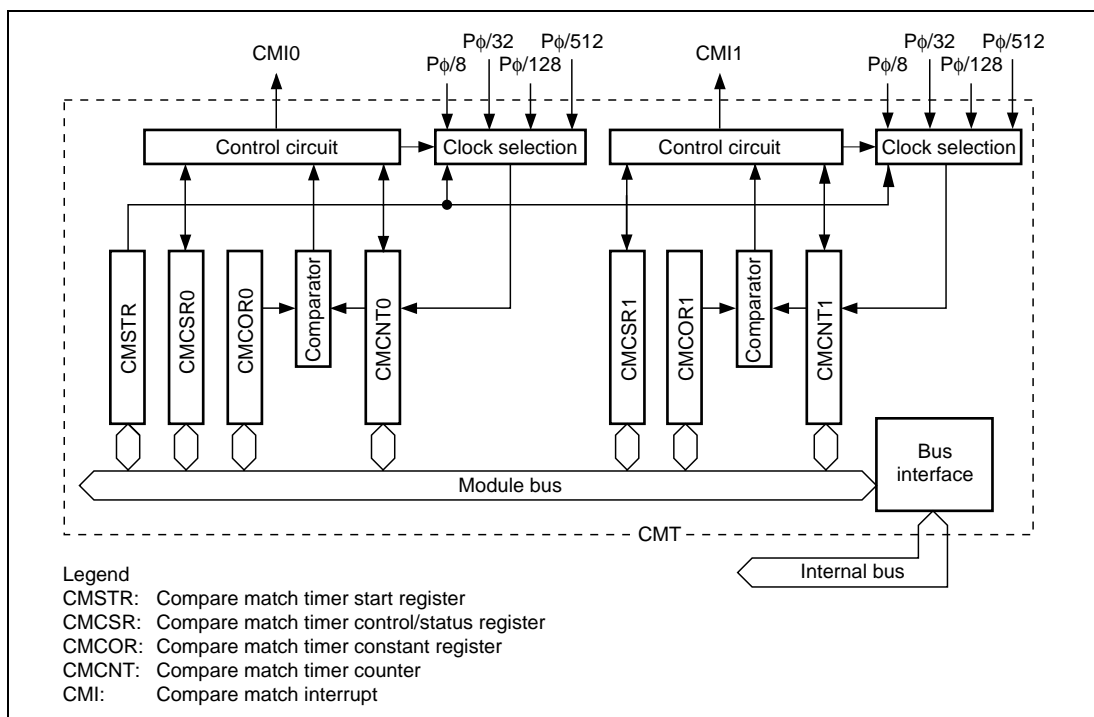 CMI0
Pφ/8
Pφ/32
Pφ/128
Pφ/512
CMI1
Pφ/8
Pφ/32
Pφ/128
Pφ/512
Control circuit
Clock selection
Control circuit
Clock selection
CMSTR
CMCSR0
CMCOR0
Comparator
CMCNT0
CMCSR1
CMCOR1
Comparator
CMCNT1
Bus
interface
Module bus
CMT
Internal bus
Legend
CMSTR: Compare match timer start register
CMCSR: Compare match timer control/status register
CMCOR: Compare match timer constant register
CMCNT: Compare match timer counter
CMI: Compare match interrupt